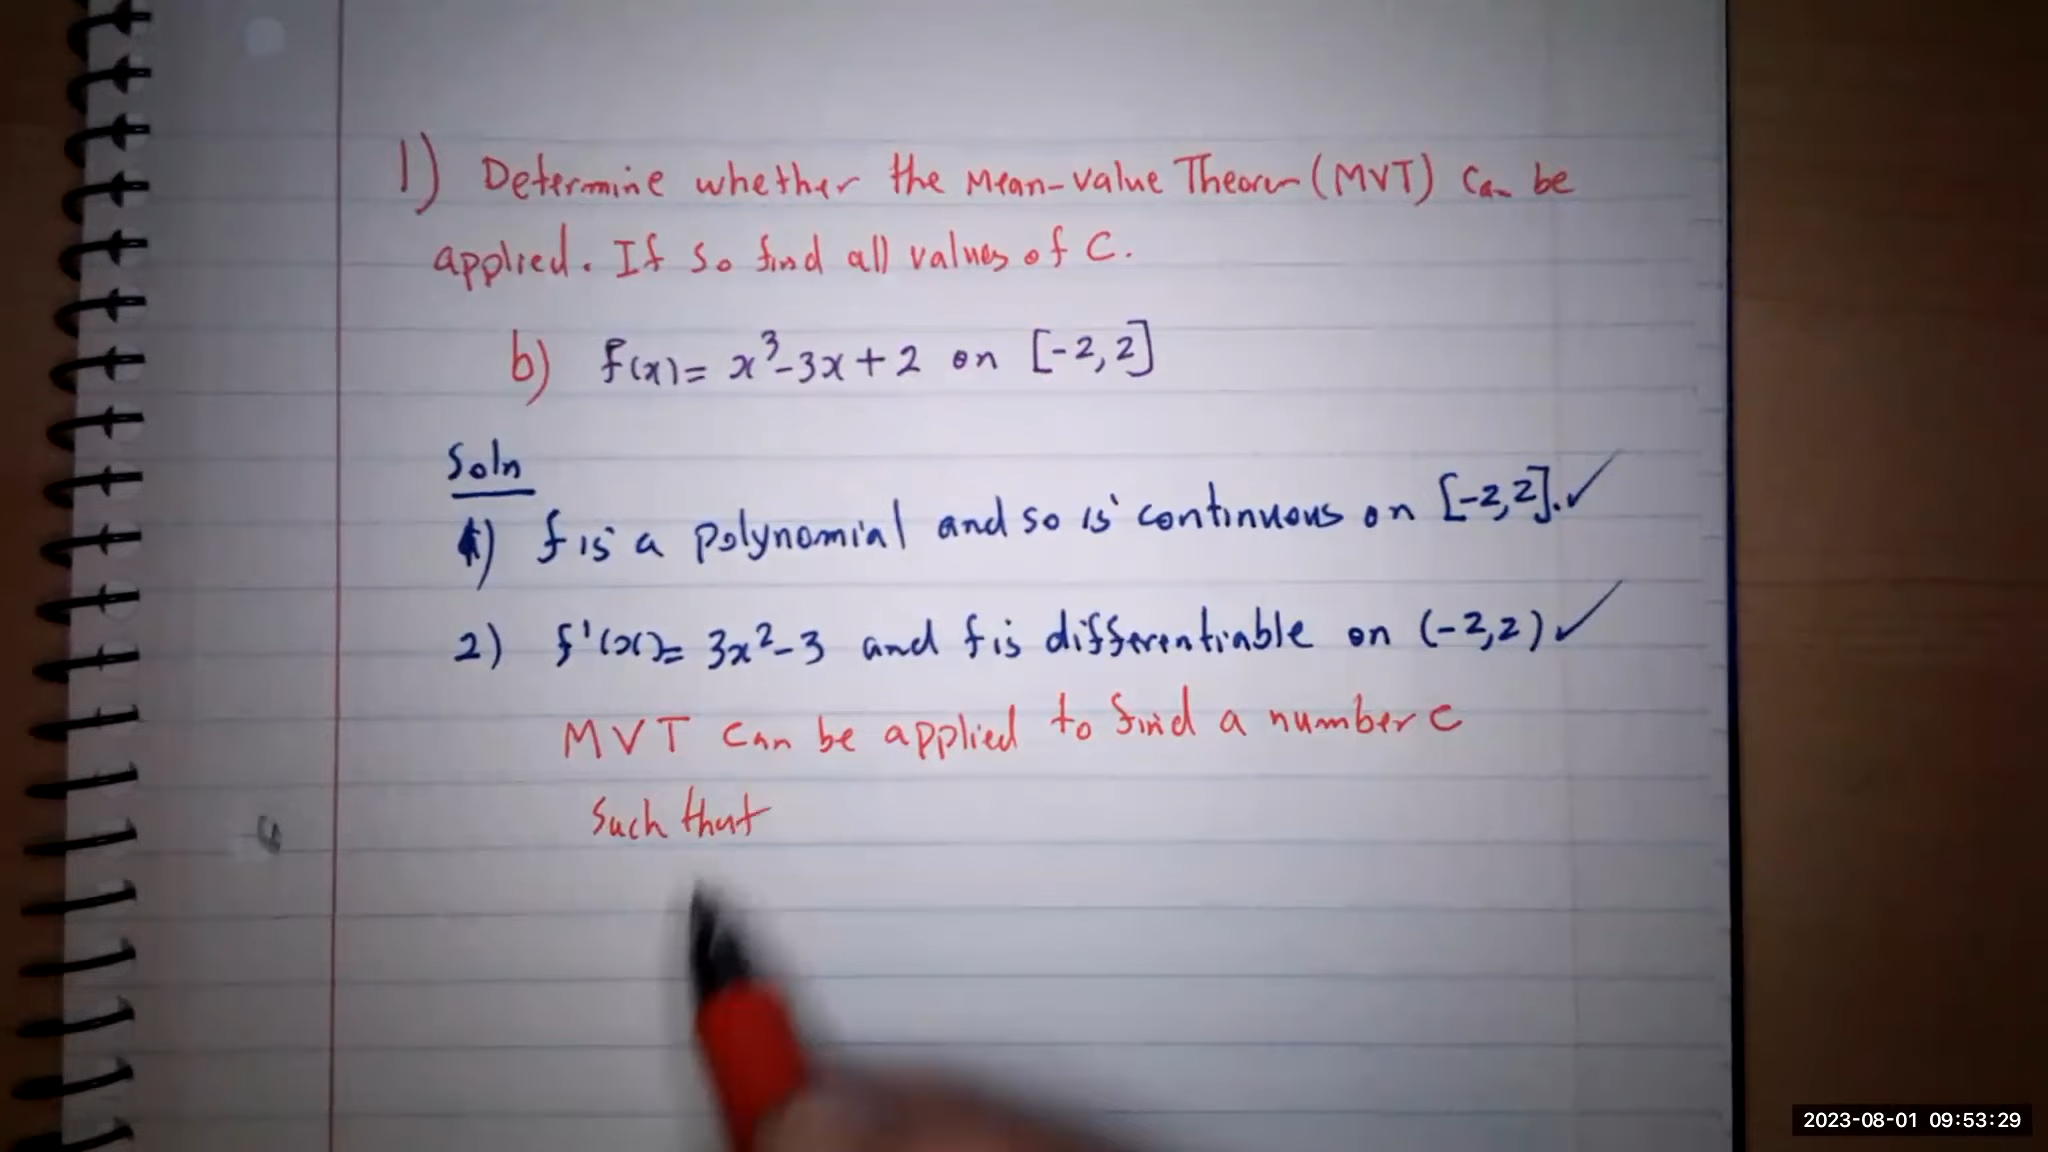 1) Determine whether the Mean-Value Theorem (MVT) can be
applied. If so find all values of C.
b) f(x) = x³-3x+2 on [-2,2]
Soln
1) f is a polynomial and so is continuous on [-2,2].✓
2) f'(x) = 3x²-3 and f is differentiable on (-2,2)✓
MVT can be applied to find a number c
Such that
2023-08-01 09:53:29